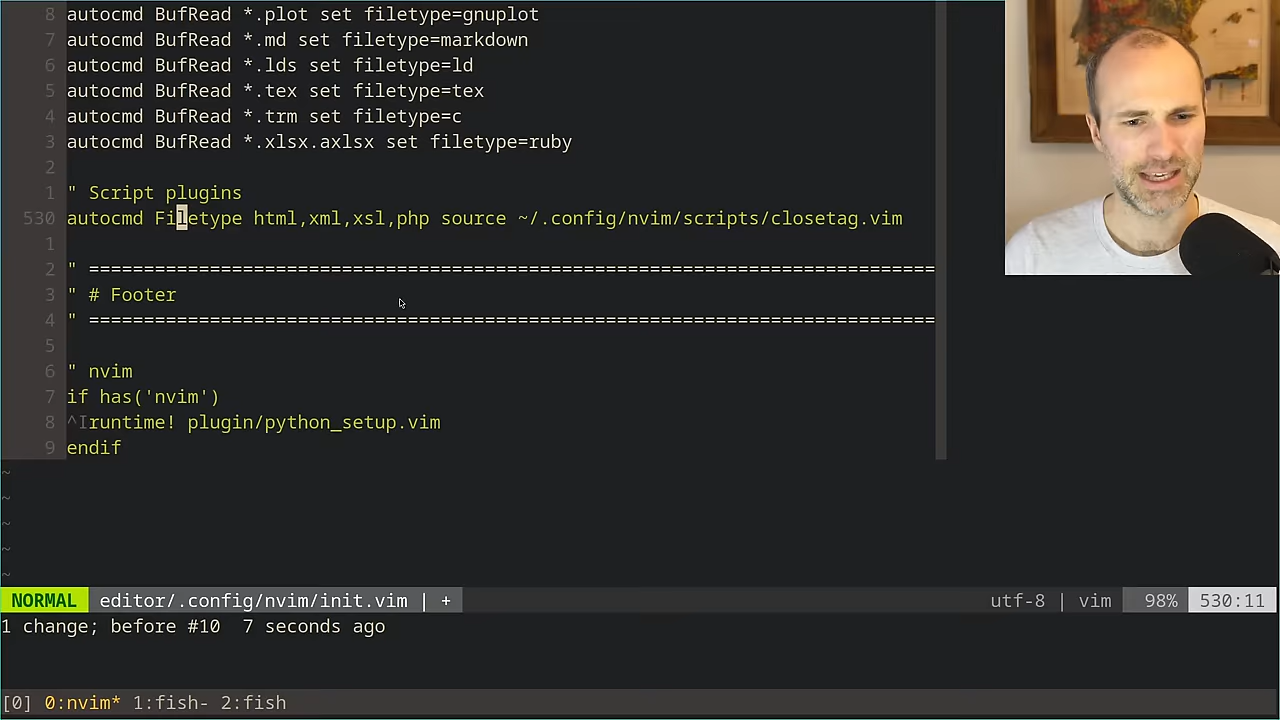 8 autocmd BufRead *.plot set filetype=gnuplot
7 autocmd BufRead *.md set filetype=markdown
6 autocmd BufRead *.lds set filetype=ld
5 autocmd BufRead *.tex set filetype=tex
4 autocmd BufRead *.trm set filetype=c
3 autocmd BufRead *.xlsx.axlsx set filetype=ruby
2
1 " Script plugins
530 autocmd Filetype html,xml,xsl,php source ~/.config/nvim/scripts/closetag.vim
1
2 " =============================================================================
3 " # Footer
4 " =============================================================================
5
6 " nvim
7 if has('nvim')
8 ^Iruntime! plugin/python_setup.vim
9 endif
~
~
~
~
~
NORMAL editor/.config/nvim/init.vim | + utf-8 | vim 98% 530:11
1 change; before #10  7 seconds ago
[0] 0:nvim* 1:fish- 2:fish